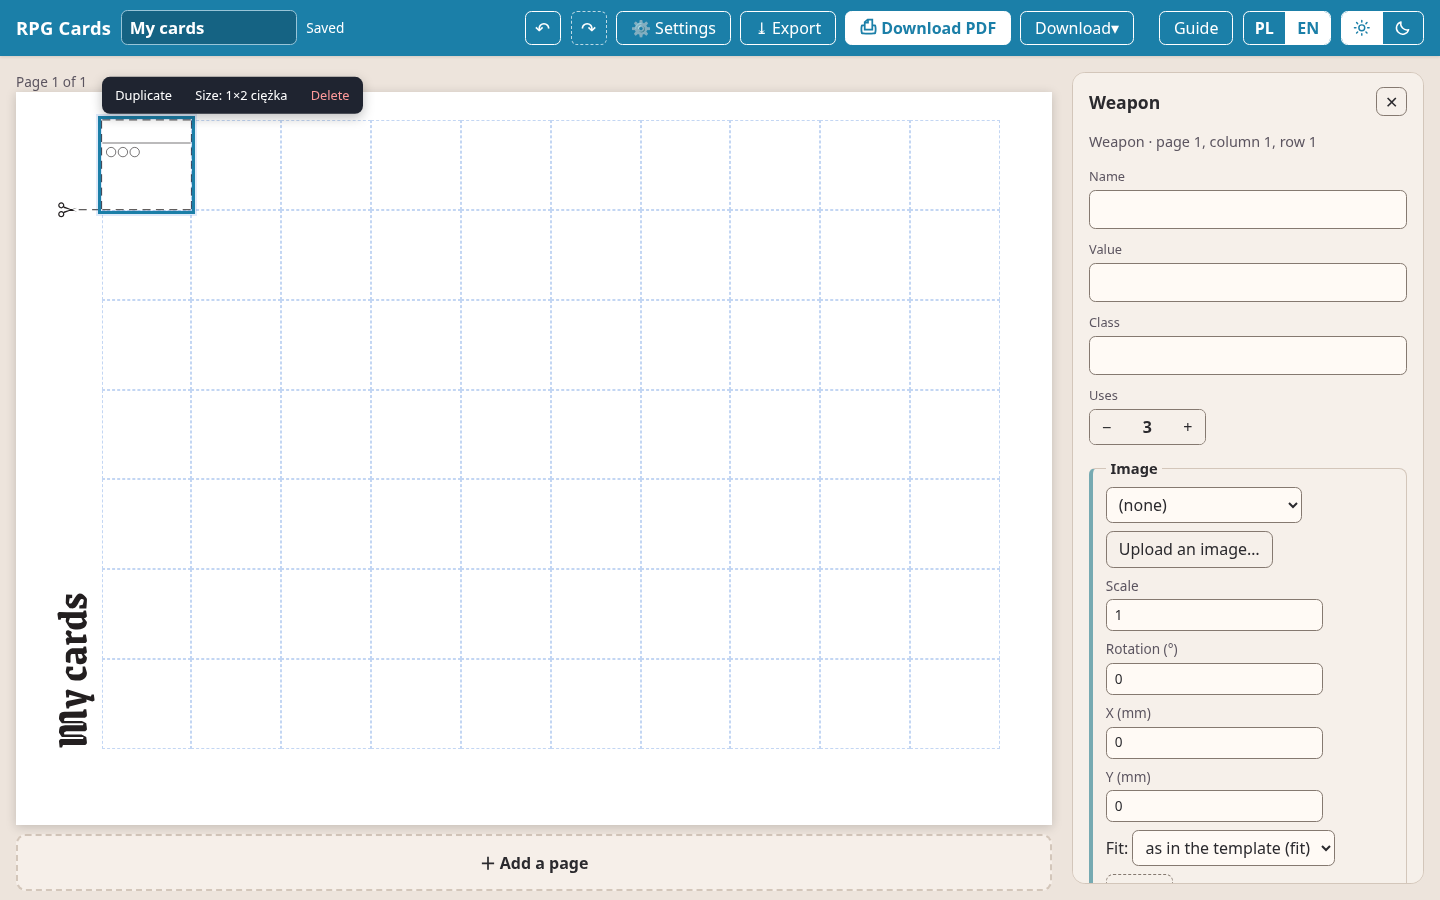 RPG Cards
My cards
Saved
↶
↷
⚙️ Settings
⤓ Export
Download PDF
Download▾
Guide
PL
EN
Page 1 of 1
Duplicate
Size: 1×2 ciężka
Delete
My cards
+ Add a page
Weapon
✕
Weapon · page 1, column 1, row 1
Name
Value
Class
Uses
− 3 +
Image
(none)
Upload an image...
Scale
1
Rotation (°)
0
X (mm)
0
Y (mm)
0
Fit: as in the template (fit)